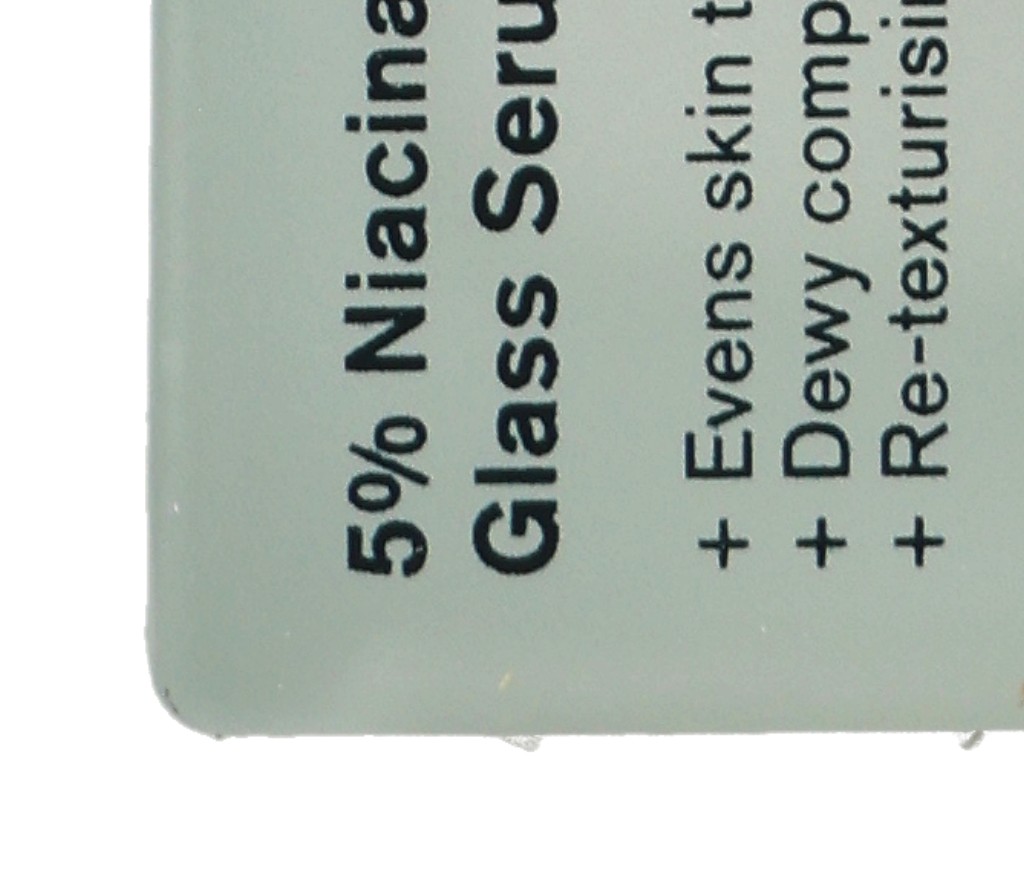 5% Niacina
Glass Seru
+ Evens skin t
+ Dewy comp
+ Re-texturisi